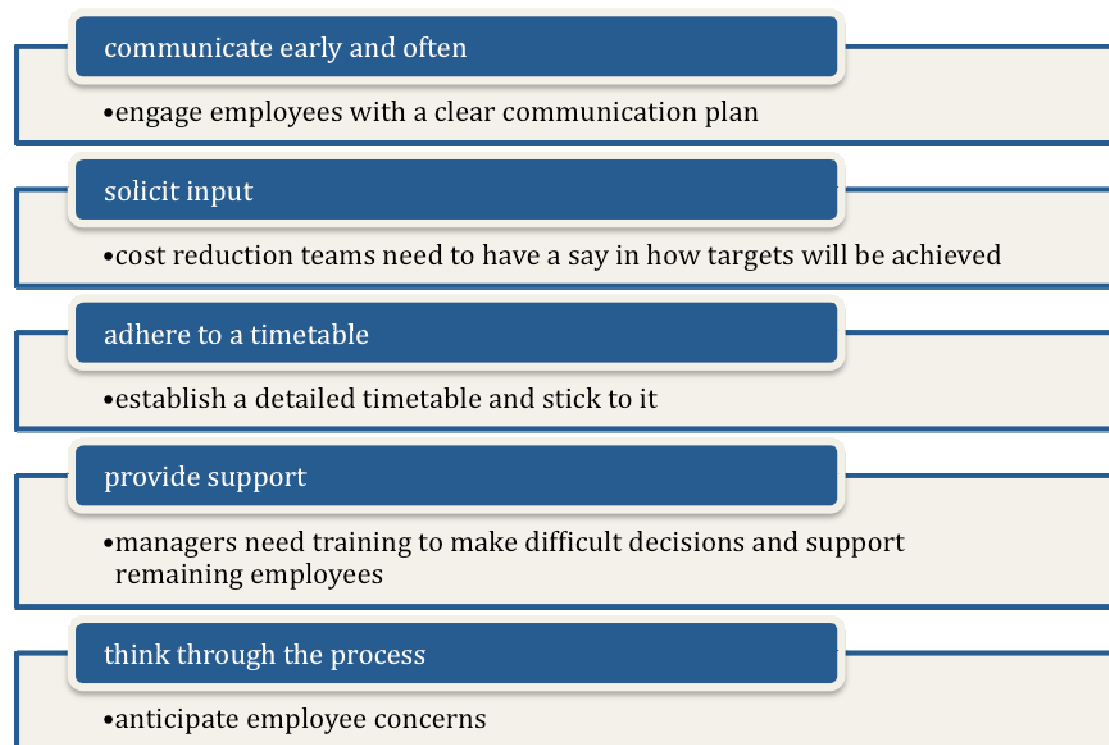 communicate early and often
•engage employees with a clear communication plan
solicit input
•cost reduction teams need to have a say in how targets will be achieved
adhere to a timetable
•establish a detailed timetable and stick to it
provide support
•managers need training to make difficult decisions and support
remaining employees
think through the process
•anticipate employee concerns